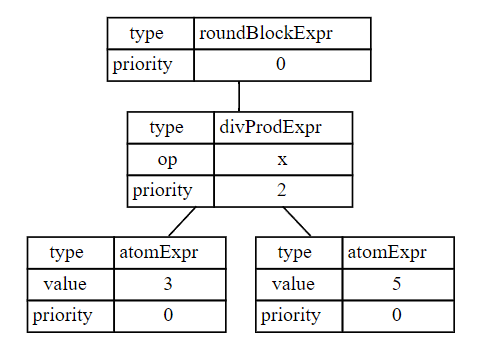 type roundBlockExpr
priority 0
type divProdExpr
op x
priority 2
type atomExpr
value 3
priority 0
type atomExpr
value 5
priority 0